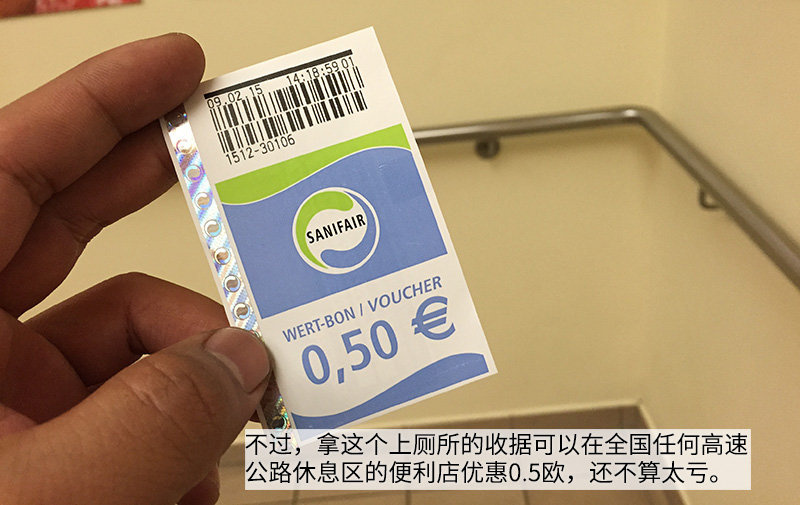 09.02 15 14:18:59 01
1512-30106
SANIFAIR
WERT-BON / VOUCHER
0,50 €
不过，拿这个上厕所的收据可以在全国任何高速
公路休息区的便利店优惠0.5欧，还不算太亏。